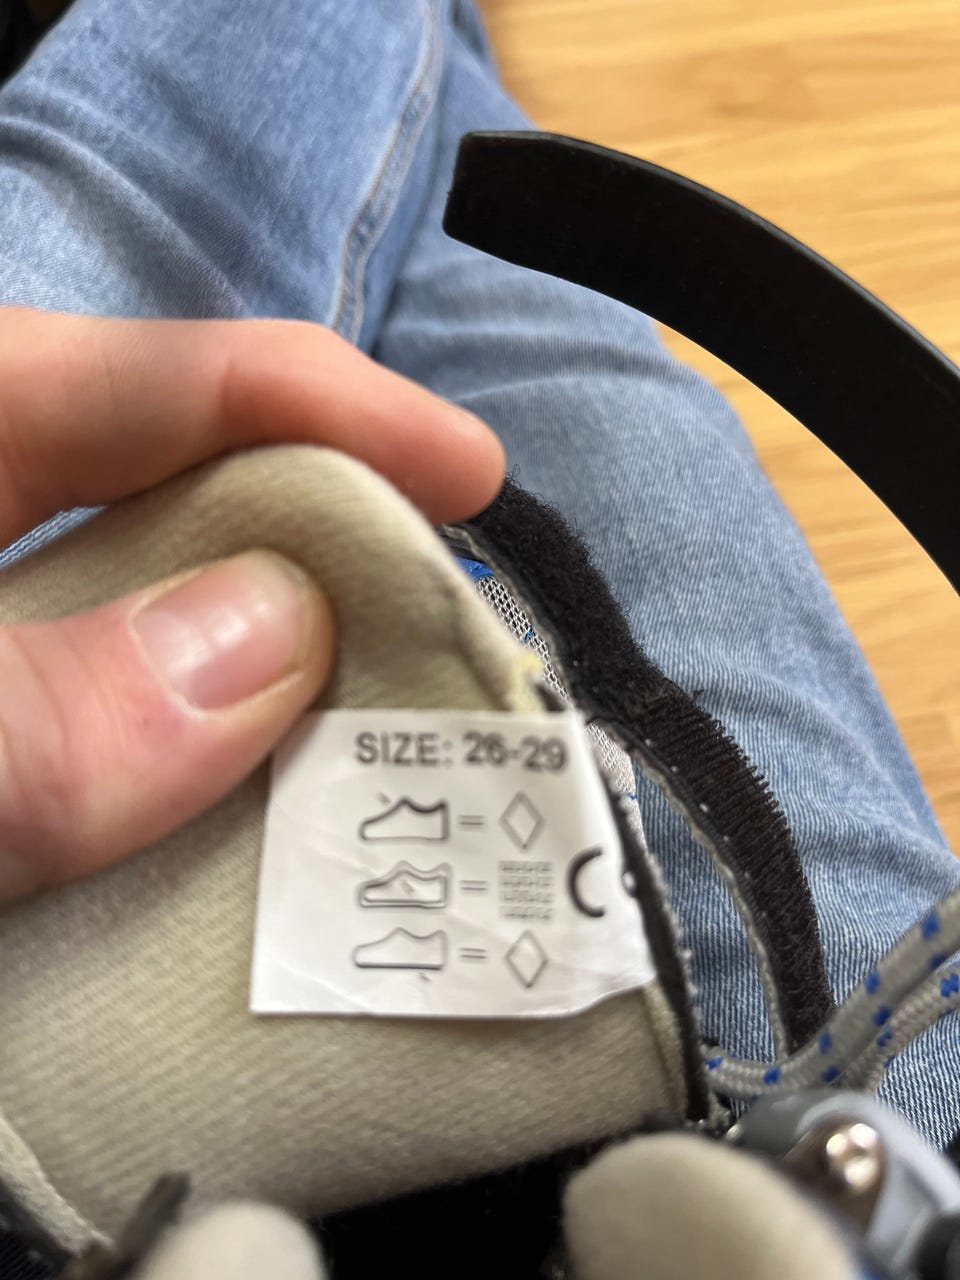 SIZE: 26-29
=
=
=